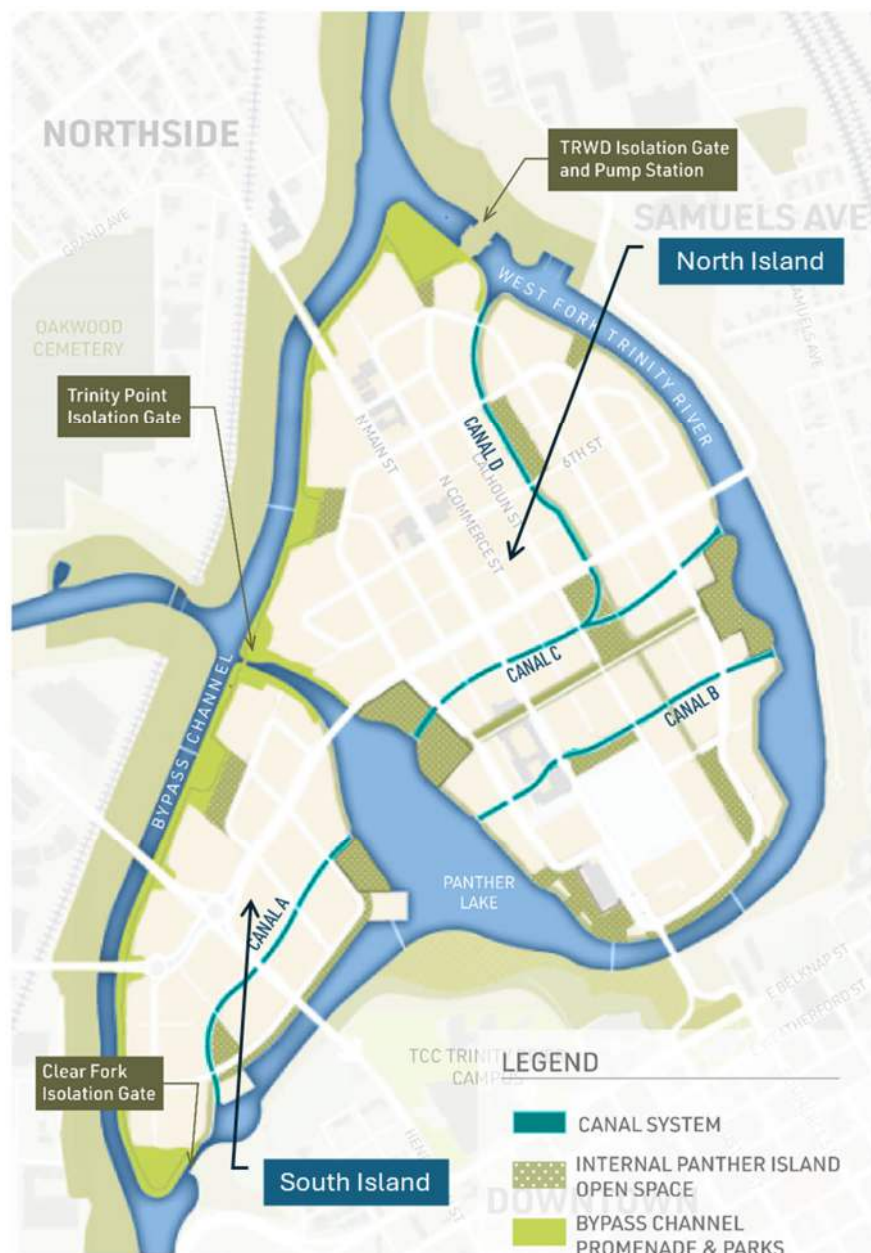 NORTHSIDE
TRWD Isolation Gate
and Pump Station
SAMUELS AVE
North Island
GRAND AVE
SAMUELS AVE
WEST FORK TRINITY RIVER
OAKWOOD
CEMETERY
Trinity Point
Isolation Gate
N MAIN ST
CANAL D
6TH ST
CALHOUN ST
N COMMERCE ST
BYPASS CHANNEL
CANAL C
CANAL B
PANTHER
LAKE
CANAL A
E BELKNAP ST
Clear Fork
Isolation Gate
TCC TRINITY
CAMPUS
South Island
DOWNTOWN
LEGEND
CANAL SYSTEM
INTERNAL PANTHER ISLAND
OPEN SPACE
BYPASS CHANNEL
PROMENADE & PARKS